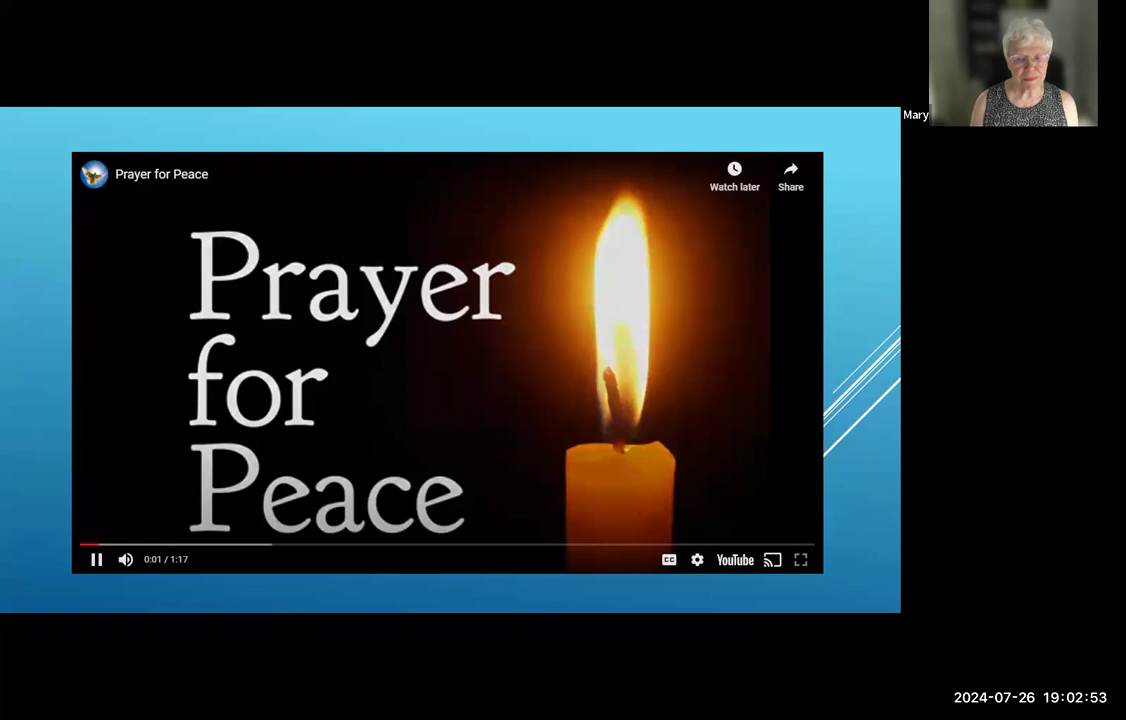 Mary
Prayer for Peace
Watch later
Share
Prayer
for
Peace
0:01 / 1:17
CC
YouTube
2024-07-26 19:02:53